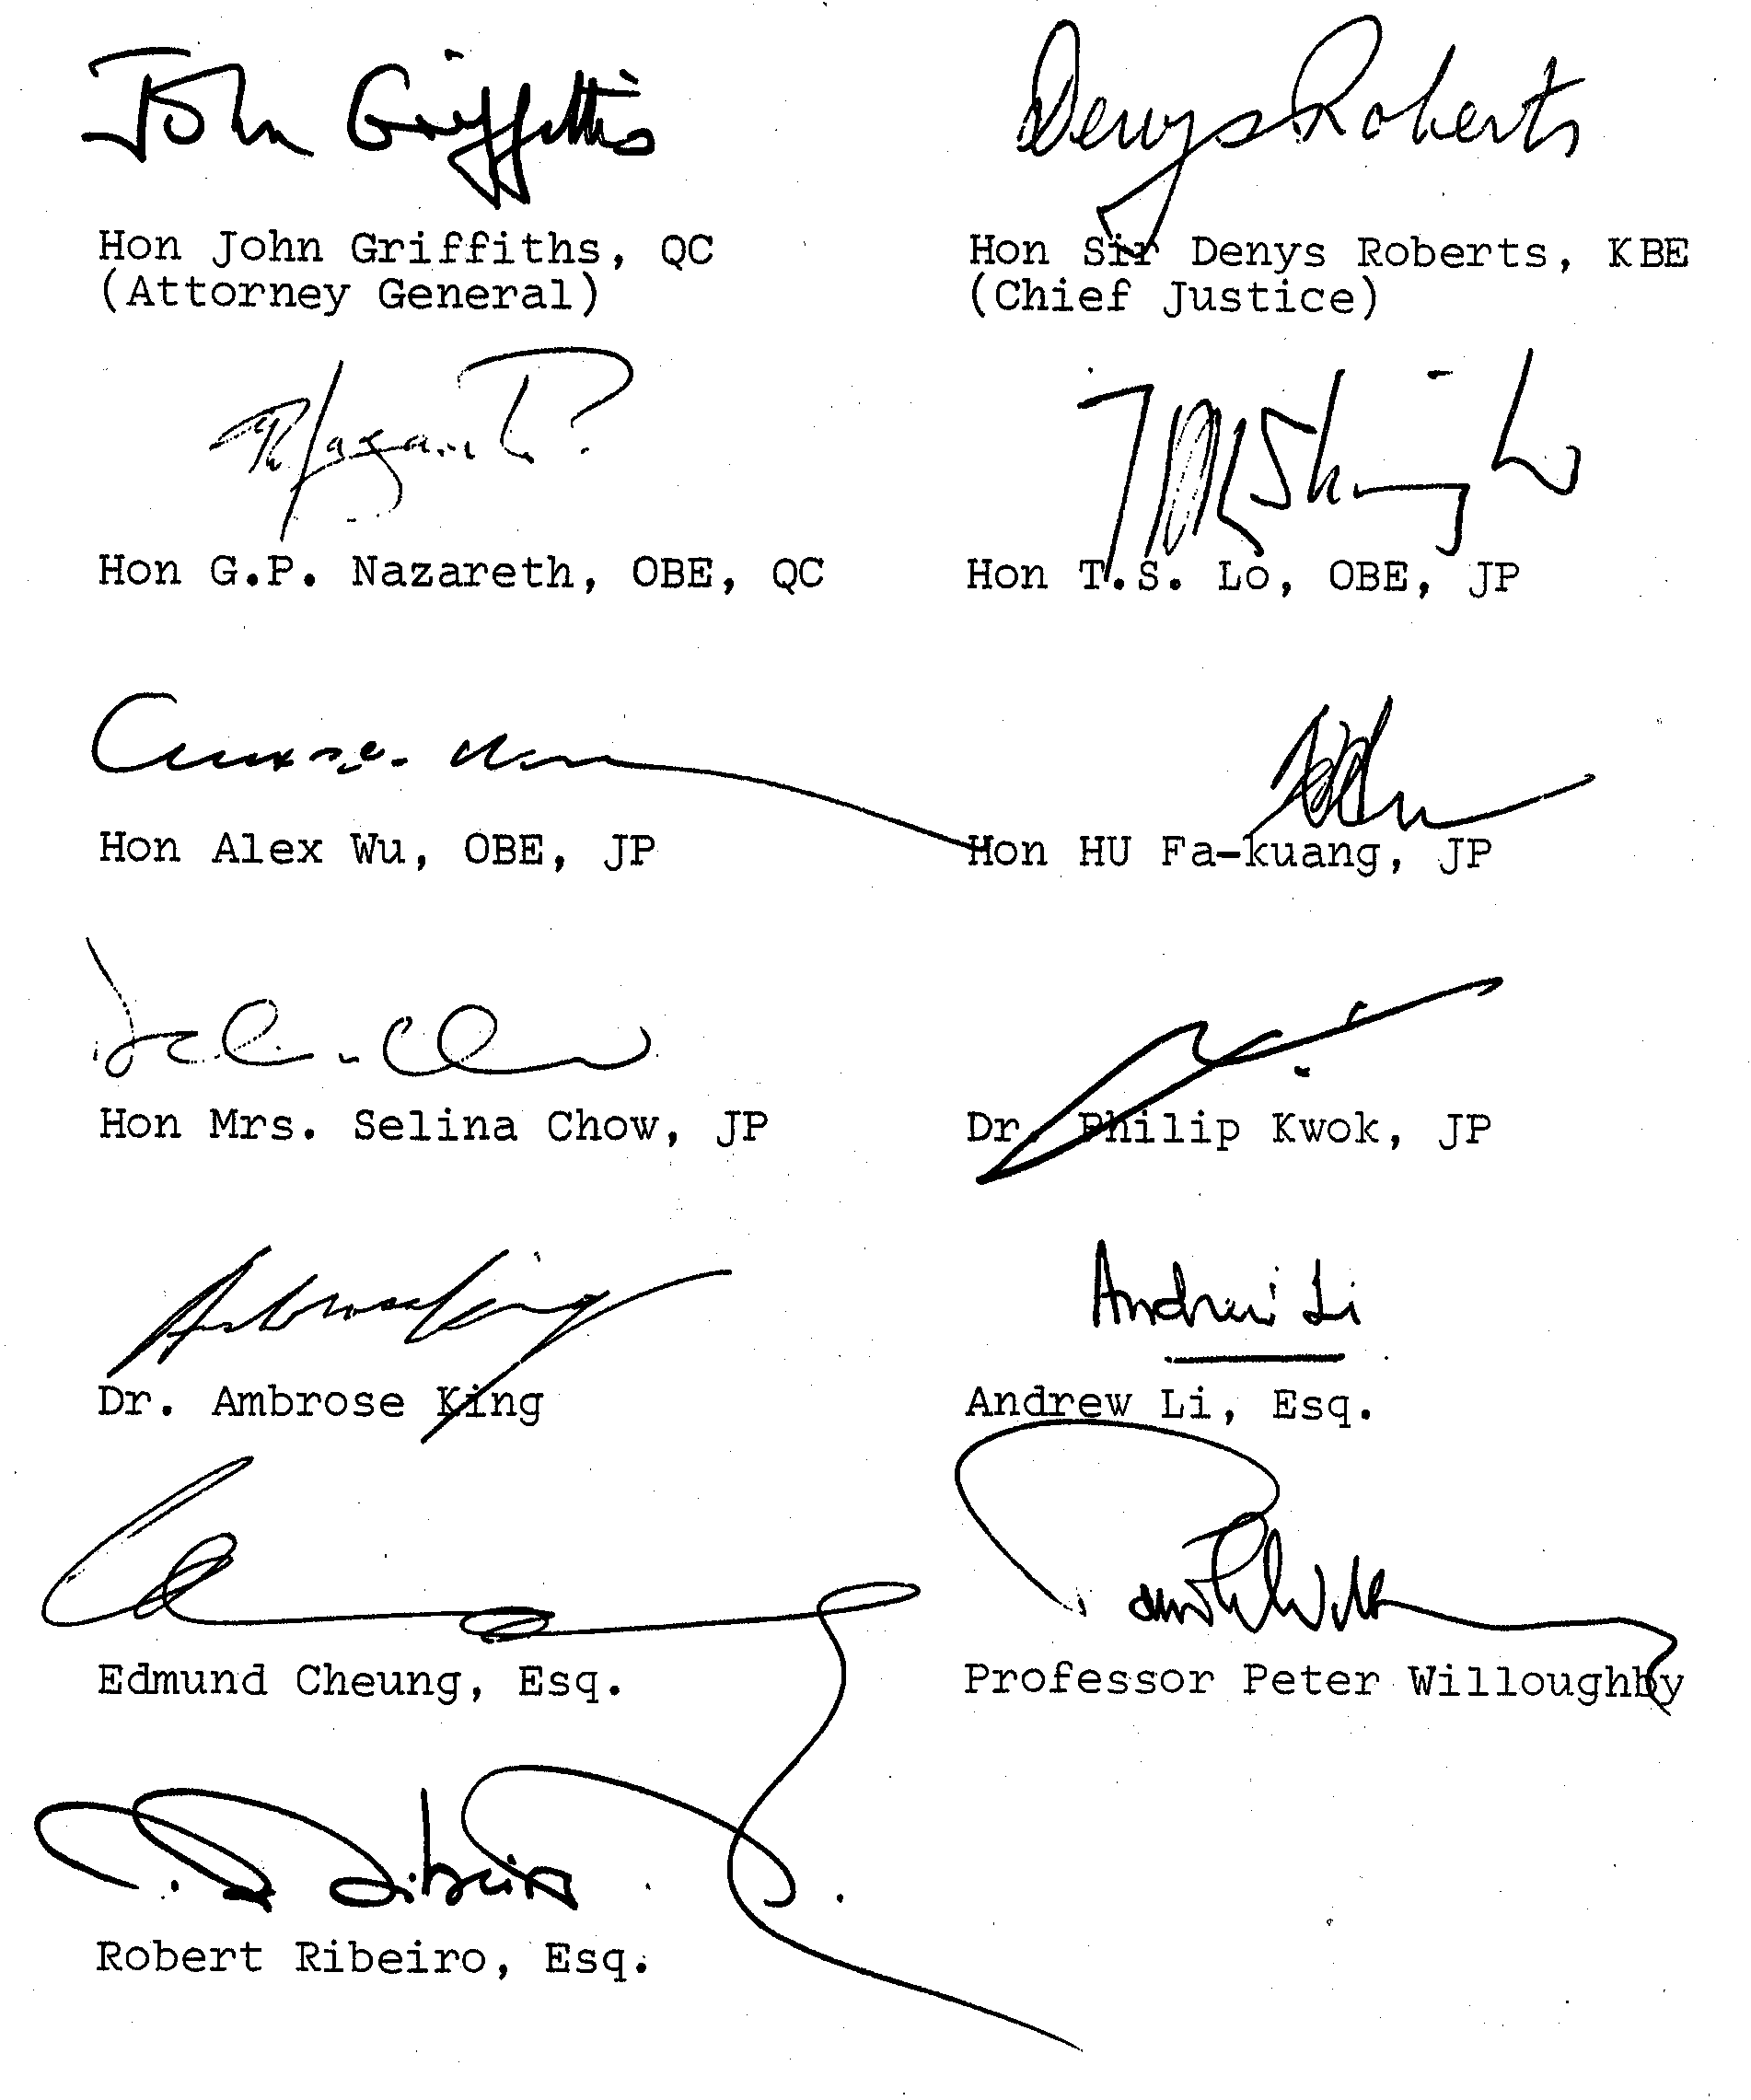 John Griffiths
Denys Roberts
Hon John Griffiths, QC
(Attorney General)
Hon Sir Denys Roberts, KBE
(Chief Justice)
Hon G.P. Nazareth, OBE, QC
Hon T.S. Lo, OBE, JP
Hon Alex Wu, OBE, JP
Hon HU Fa-kuang, JP
Hon Mrs. Selina Chow, JP
Dr. Philip Kwok, JP
Ambrose King
Andrew Li
Dr. Ambrose King
Andrew Li, Esq.
Edmund Cheung, Esq.
Professor Peter Willoughby
Ribeiro
Robert Ribeiro, Esq.